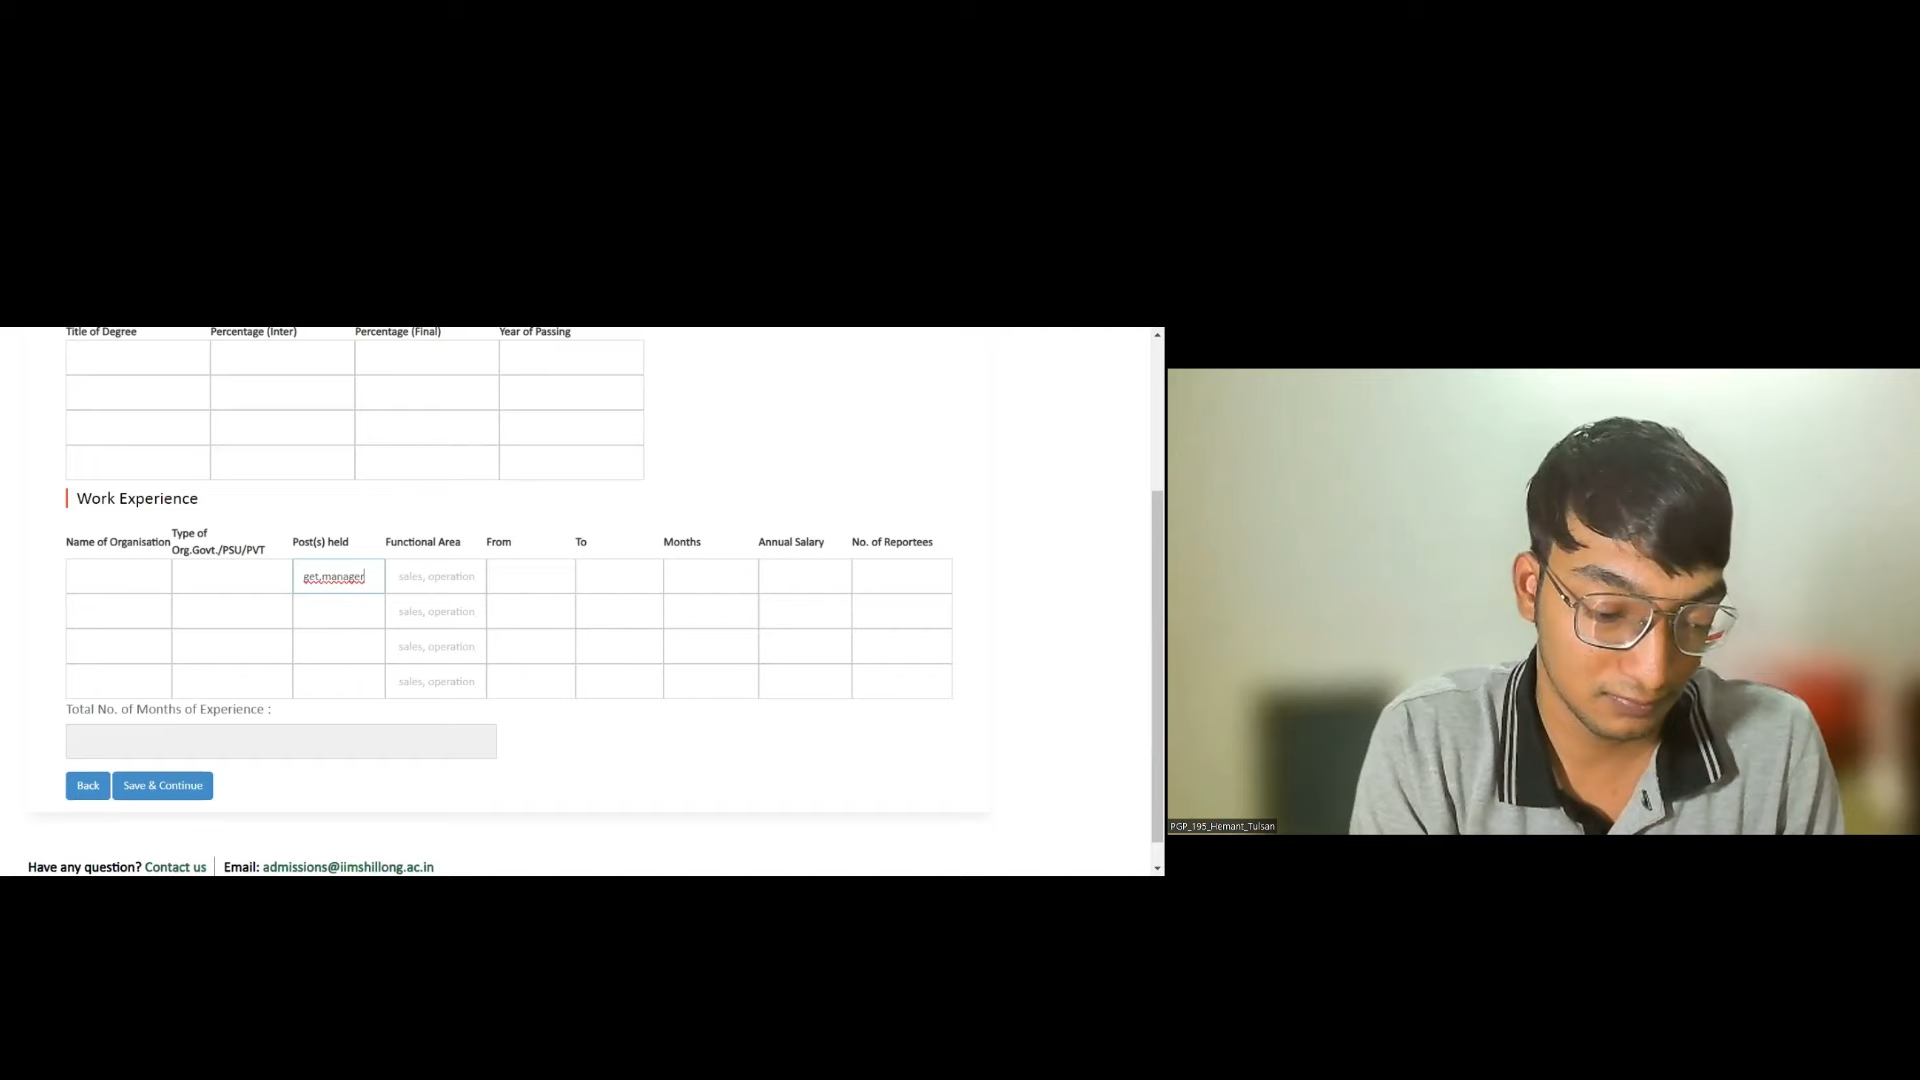 Title of Degree Percentage (Inter) Percentage (Final) Year of Passing
Work Experience
Name of Organisation Type of Org.Govt./PSU/PVT Post(s) held Functional Area From To Months Annual Salary No. of Reportees
get,manager sales, operation
sales, operation
sales, operation
sales, operation
Total No. of Months of Experience :
Back Save & Continue
PGP_195_Hemant_Tulsan
Have any question? Contact us Email: admissions@iimshillong.ac.in